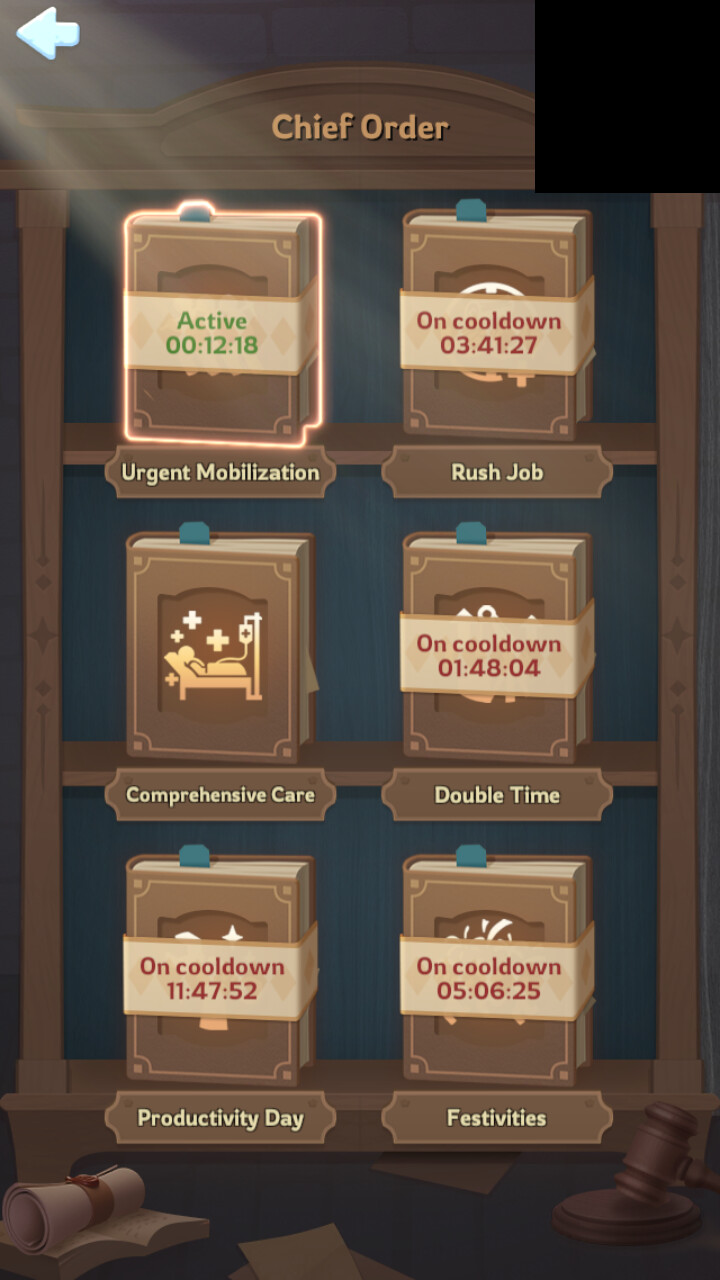 Chief Order
Active
00:12:18
Urgent Mobilization
On cooldown
03:41:27
Rush Job
Comprehensive Care
On cooldown
01:48:04
Double Time
On cooldown
11:47:52
Productivity Day
On cooldown
05:06:25
Festivities